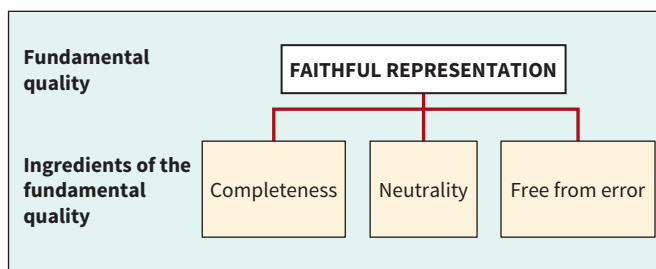 Fundamental
quality
FAITHFUL REPRESENTATION
Ingredients of the
fundamental
quality
Completeness
Neutrality
Free from error